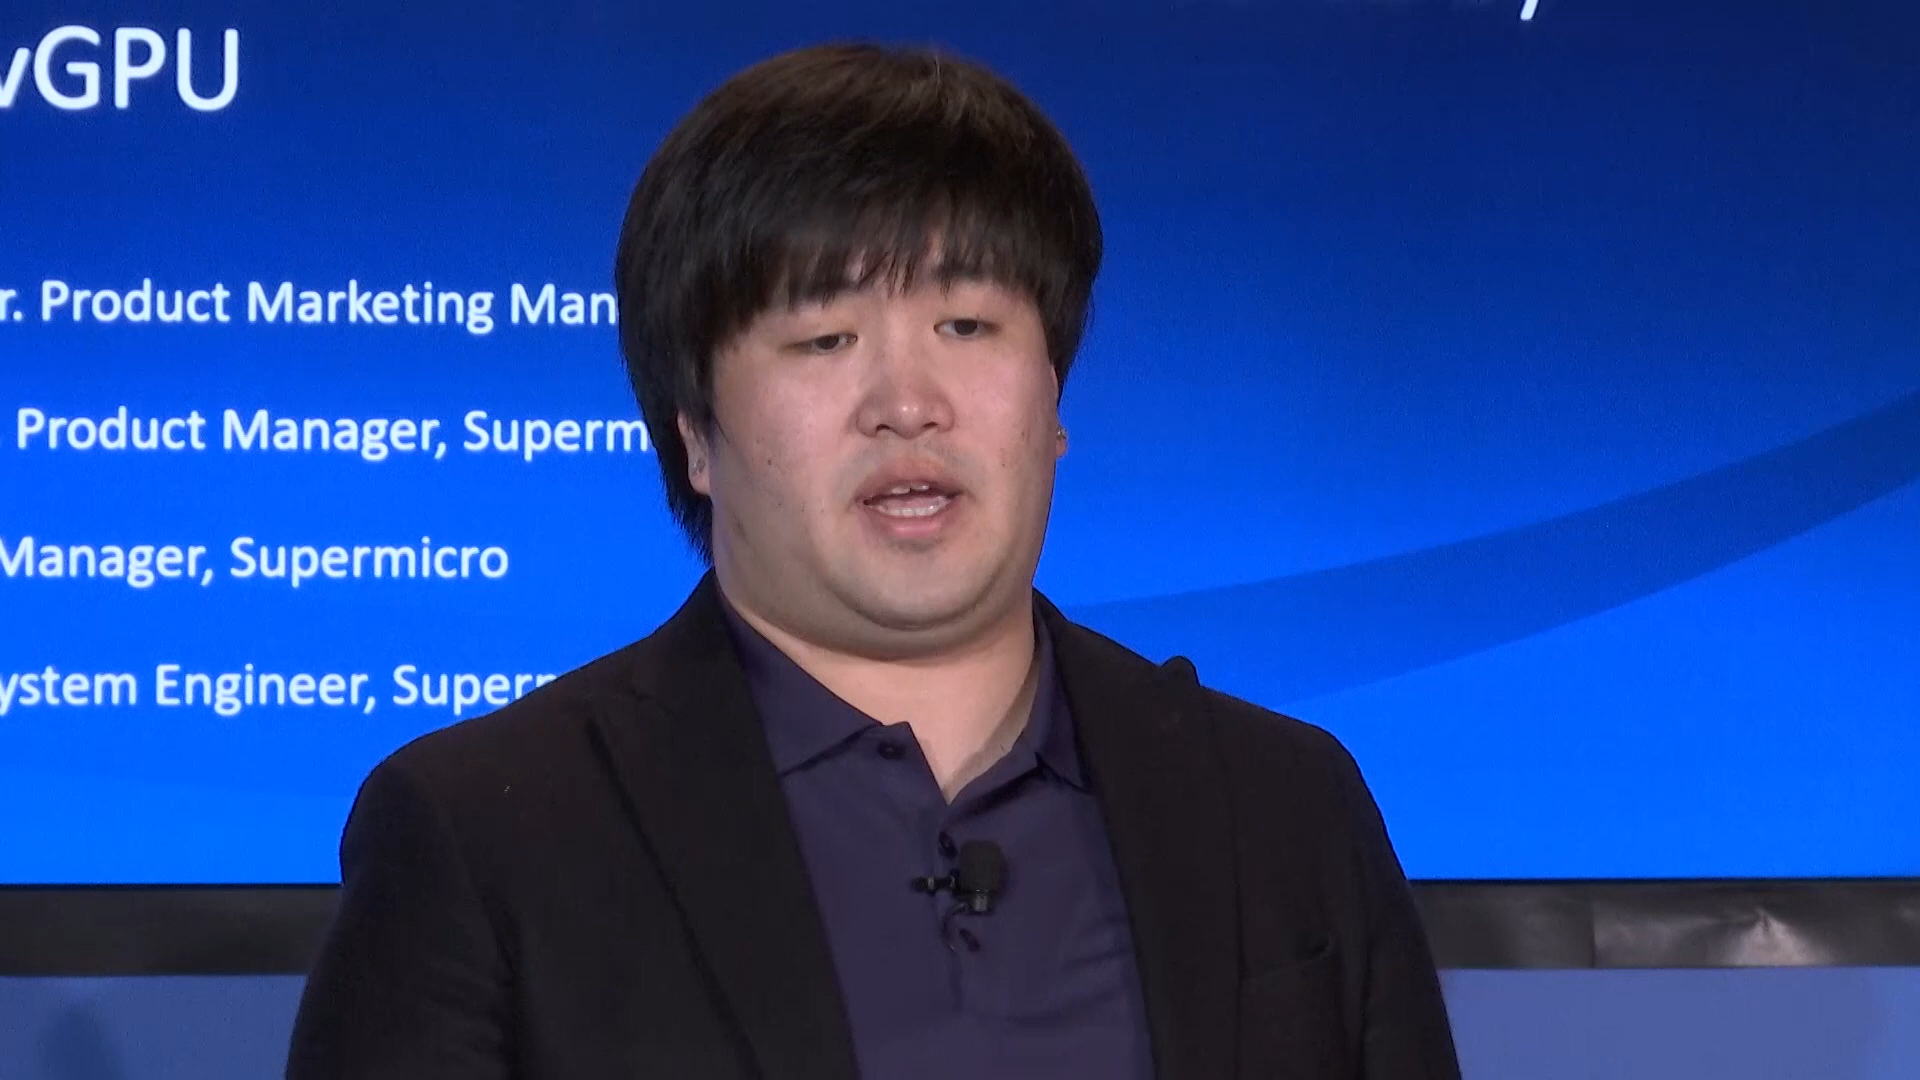 vGPU
r. Product Marketing Man
. Product Manager, Superm
Manager, Supermicro
ystem Engineer, Super